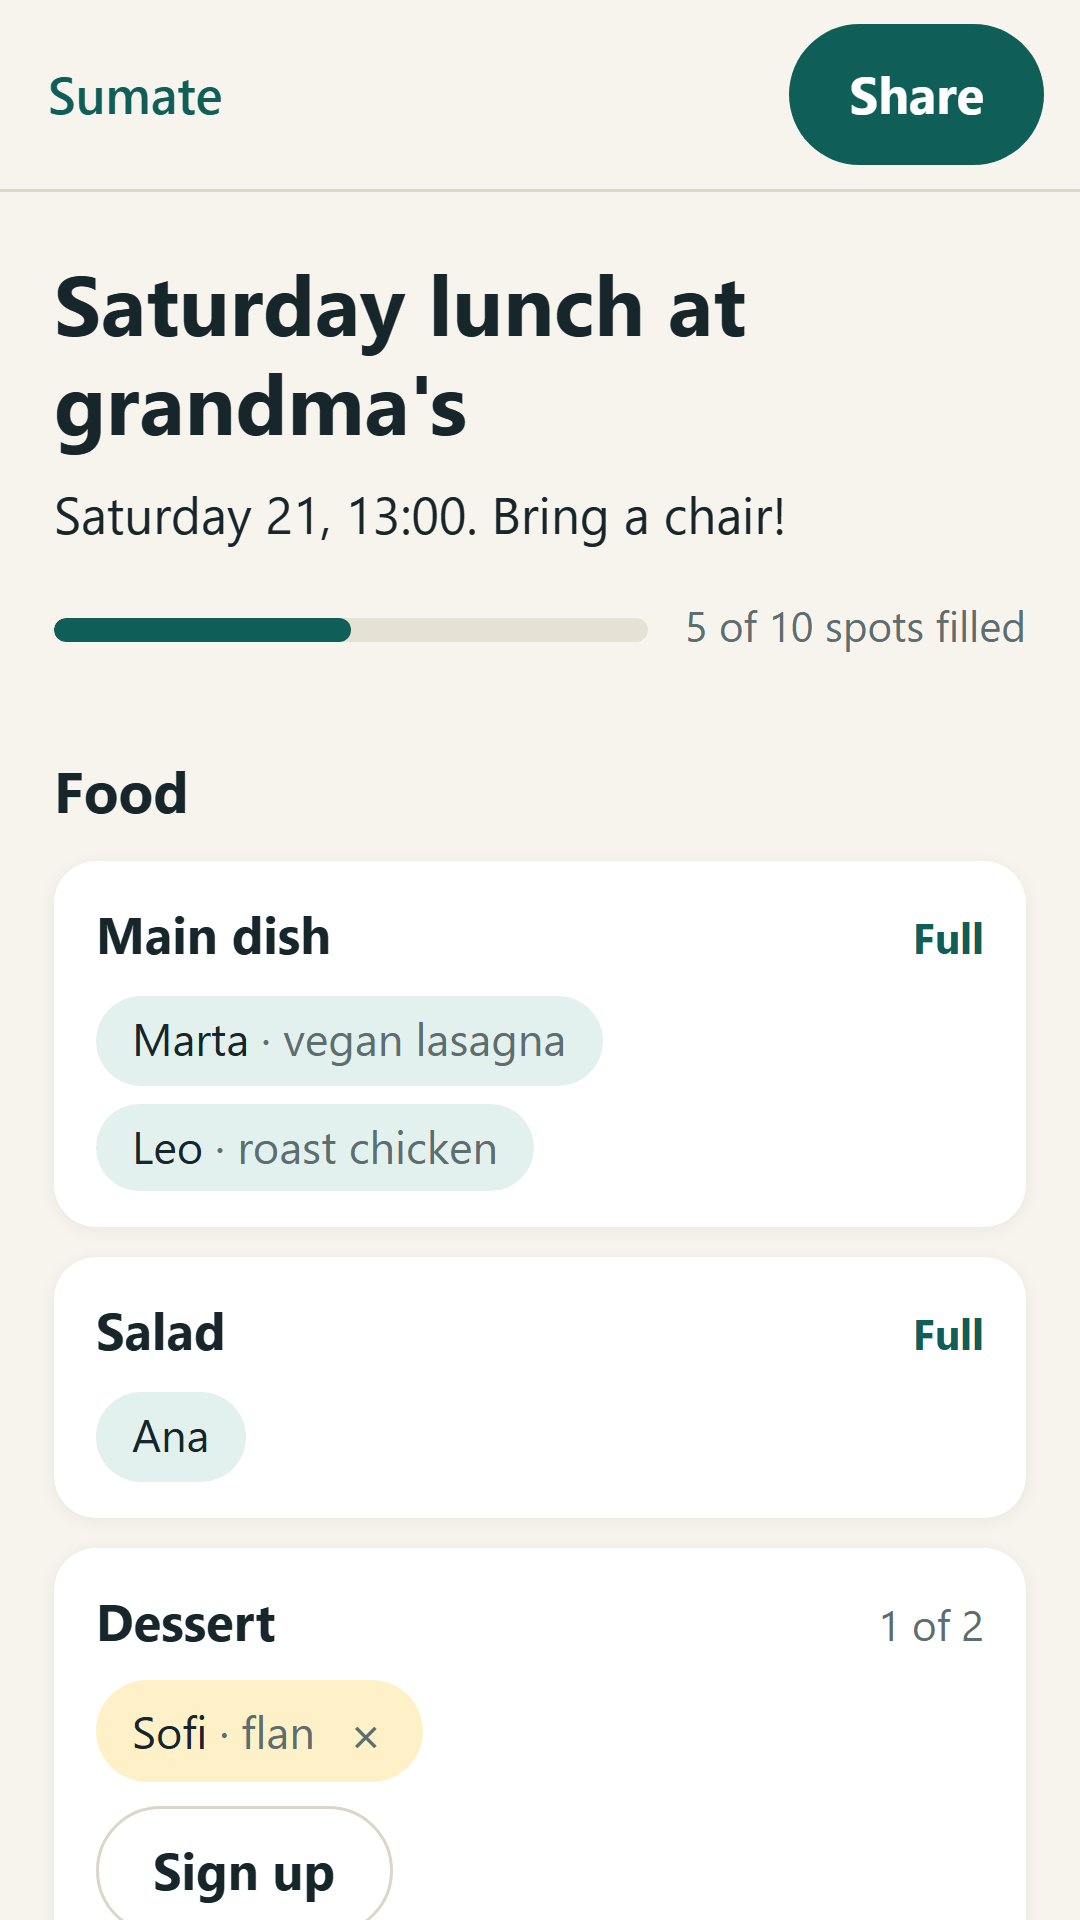 Sumate
Share
Saturday lunch at
grandma's
Saturday 21, 13:00. Bring a chair!
5 of 10 spots filled
Food
Main dish
Full
Marta · vegan lasagna
Leo · roast chicken
Salad
Full
Ana
Dessert
1 of 2
Sofi · flan ×
Sign up